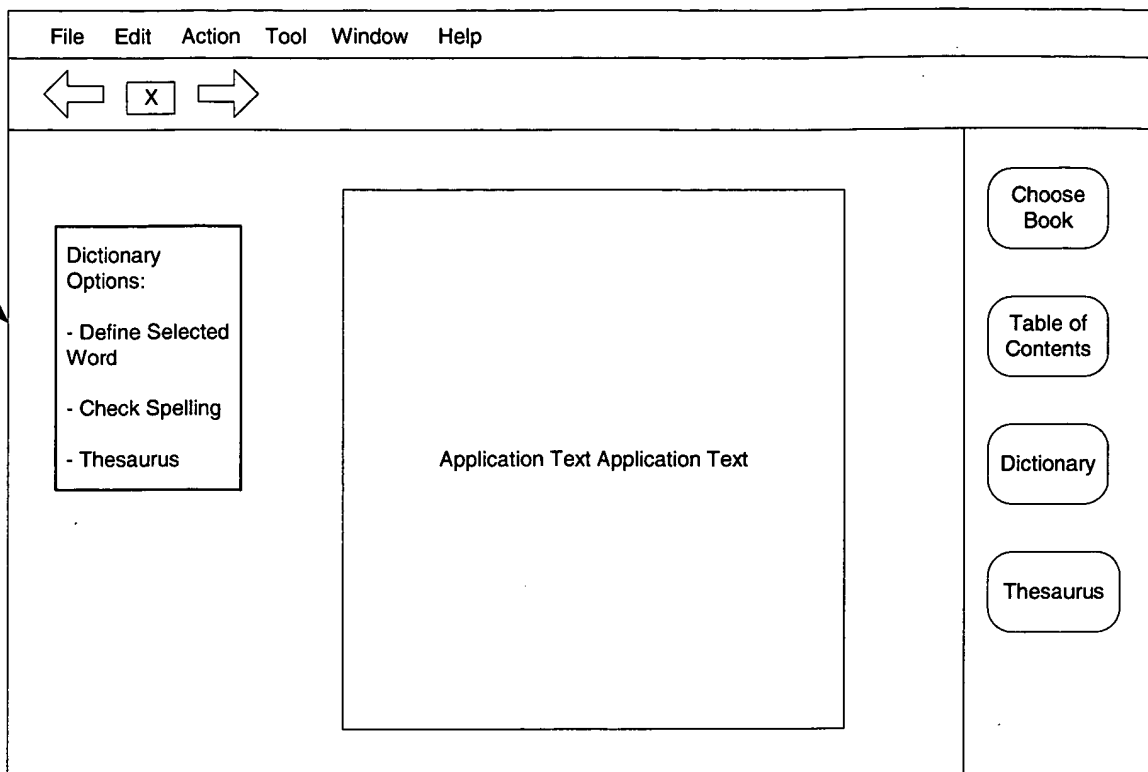 File Edit Action Tool Window Help
X
Dictionary
Options:
- Define Selected
Word
- Check Spelling
- Thesaurus
Application Text Application Text
Choose
Book
Table of
Contents
Dictionary
Thesaurus